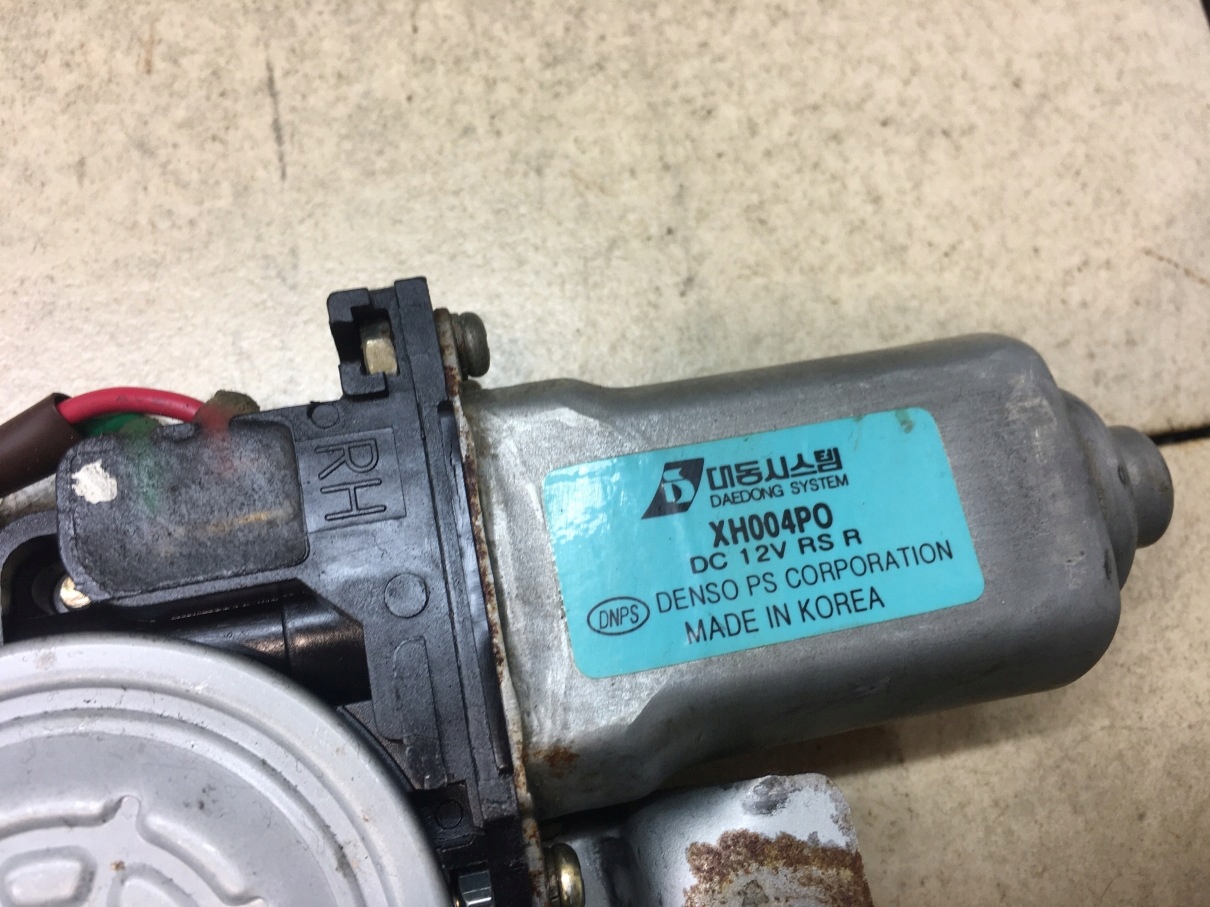 RH
대동시스템
DAEDONG SYSTEM
XH004PO
DC 12V RS R
DNPS DENSO PS CORPORATION
MADE IN KOREA